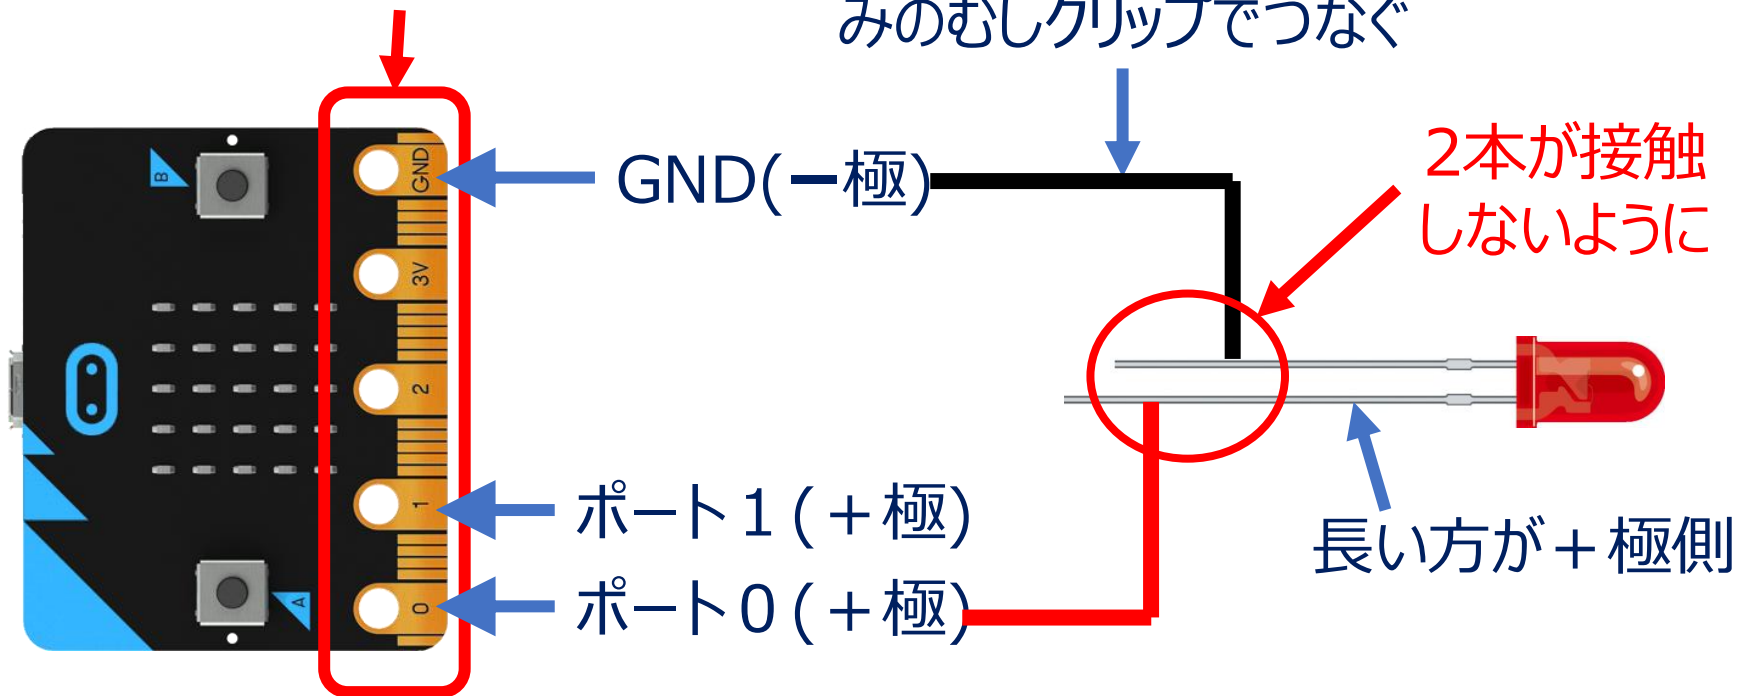 みのむしクリップでつなぐ
2本が接触
しないように
GND(－極)
ポート1(＋極)
ポート0(＋極)
長い方が＋極側
B
GND
3V
2
1
0
A